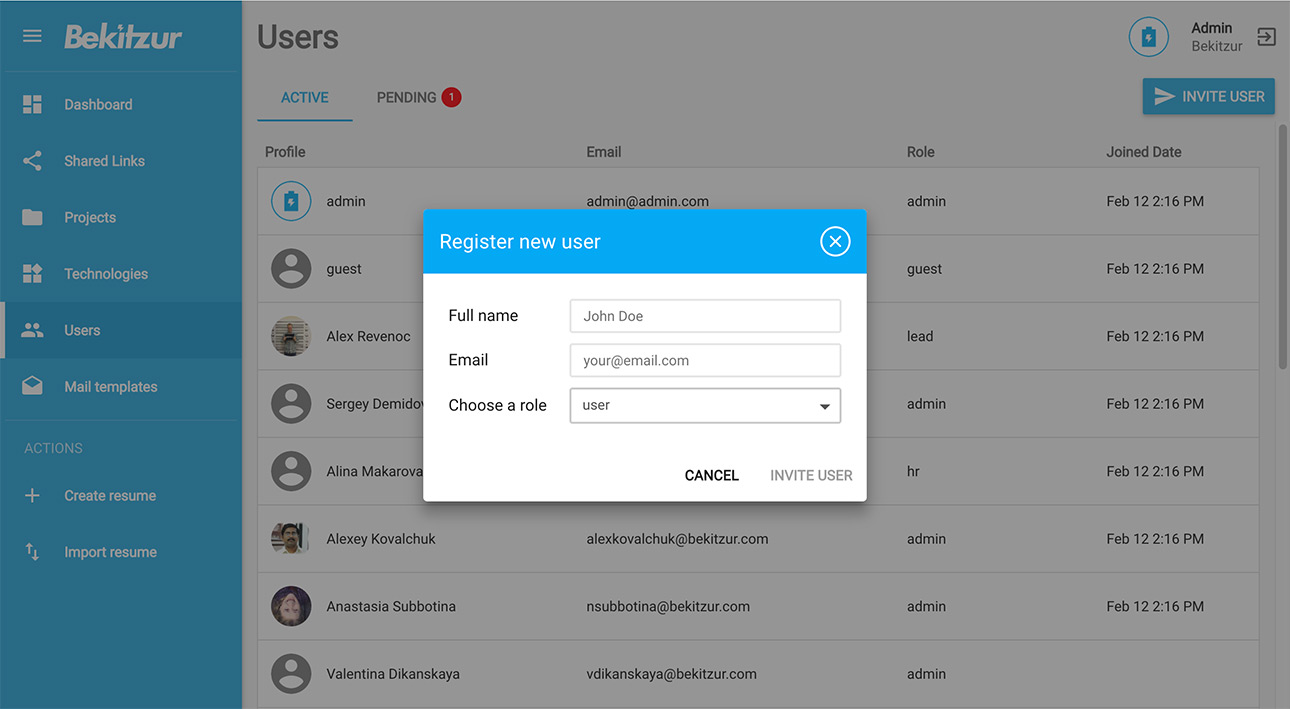 Bekitzur
Dashboard
Shared Links
Projects
Technologies
Users
Mail templates
ACTIONS
Create resume
Import resume
Users
Admin
Bekitzur
ACTIVE
PENDING 1
INVITE USER
Profile Email Role Joined Date
admin admin@admin.com admin Feb 12 2:16 PM
guest guest Feb 12 2:16 PM
Alex Revenoc lead Feb 12 2:16 PM
Sergey Demidov admin Feb 12 2:16 PM
Alina Makarova hr Feb 12 2:16 PM
Alexey Kovalchuk alexkovalchuk@bekitzur.com admin Feb 12 2:16 PM
Anastasia Subbotina nsubbotina@bekitzur.com admin Feb 12 2:16 PM
Valentina Dikanskaya vdikanskaya@bekitzur.com admin
Register new user
Full name John Doe
Email your@email.com
Choose a role user
CANCEL INVITE USER